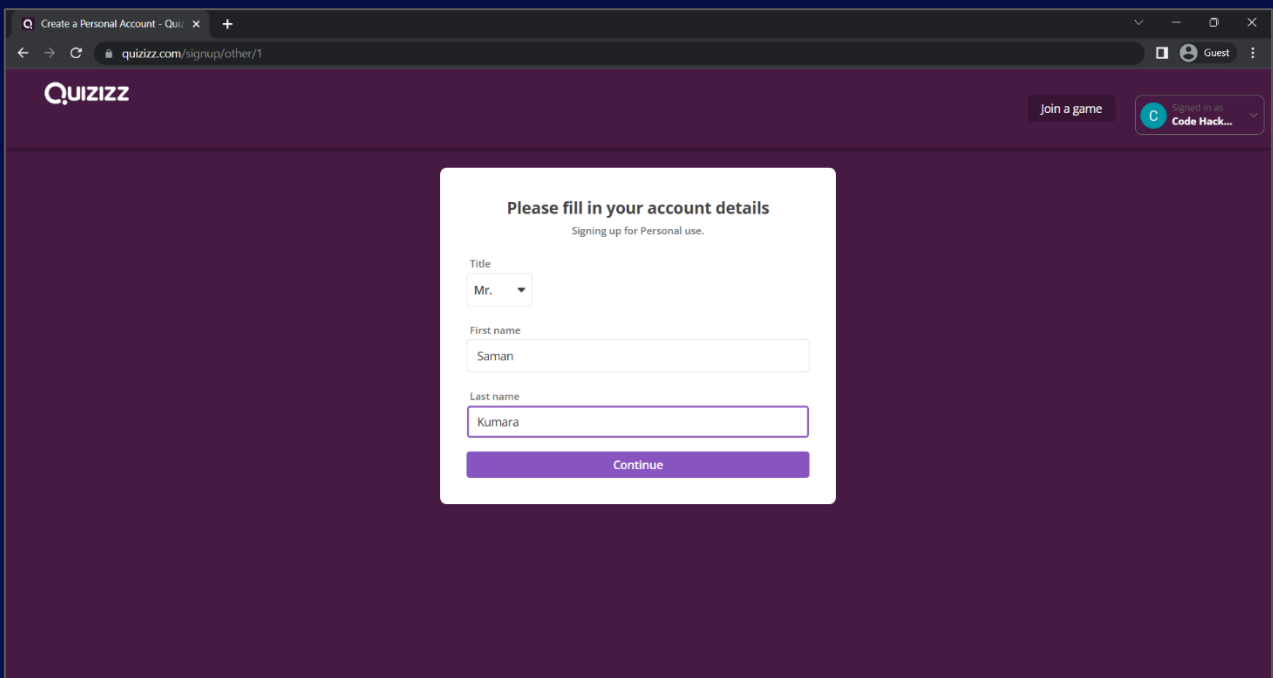 Create a Personal Account - Quiz
quizizz.com/signup/other/1
Guest
QUIZIZZ
Join a game
C
Signed in as
Code Hack...
Please fill in your account details
Signing up for Personal use.
Title
Mr.
First name
Saman
Last name
Kumara
Continue